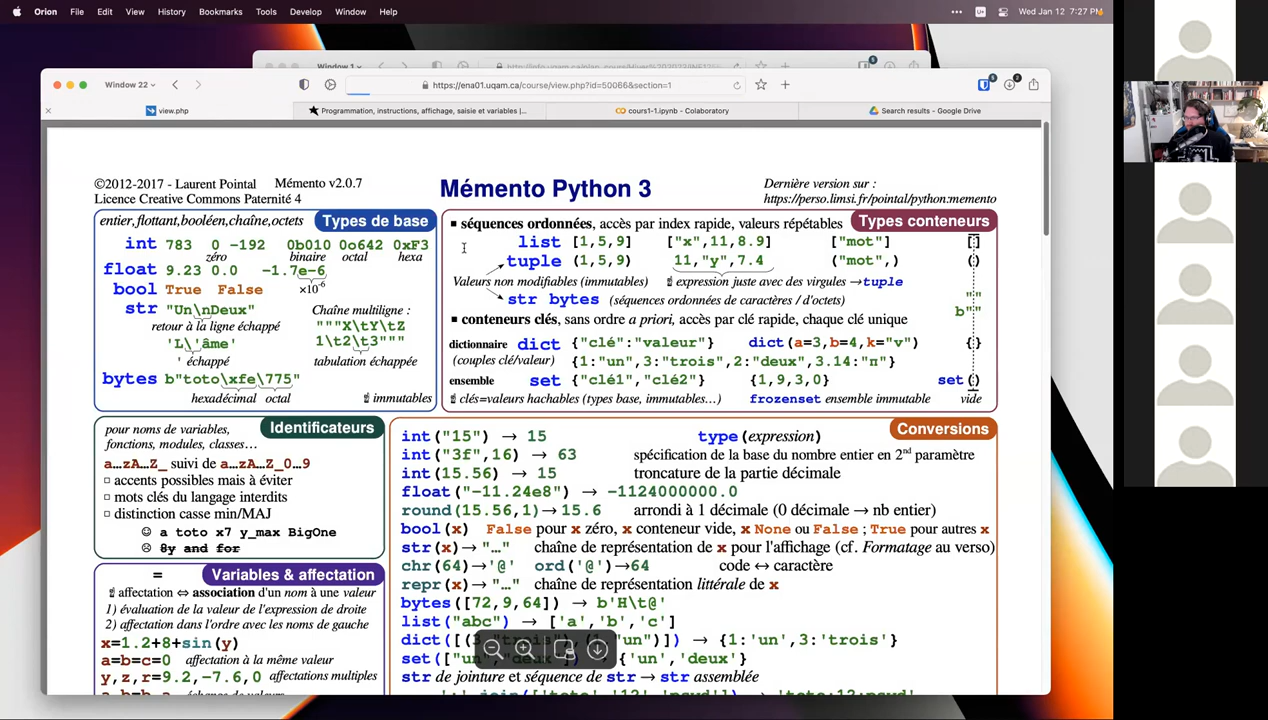 Orion File Edit View History Bookmarks Tools Develop Window Help
Wed Jan 12 7:27 PM
Window 1
Window 22
https://ena01.uqam.ca/course/view.php?id=50066&section=1
view.php
Programmation, instructions, affichage, saisie et variables |...
cours1-1.ipynb - Colaboratory
Search results - Google Drive
©2012-2017 - Laurent Pointal Mémento v2.0.7
Licence Creative Commons Paternité 4
Mémento Python 3
Dernière version sur :
https://perso.limsi.fr/pointal/python:memento
entier,flottant,booléen,chaîne,octets
Types de base
int 783 0 -192 0b010 0o642 0xF3
zéro binaire octal hexa
float 9.23 0.0 -1.7e-6
×10⁻⁶
bool True False
str "Un\nDeux"
retour à la ligne échappé
'L\'âme'
' échappé
Chaîne multiligne :
"""X\tY\tZ
1\t2\t3"""
tabulation échappée
bytes b"toto\xfe\775"
hexadécimal octal
☝ immutables
■ séquences ordonnées, accès par index rapide, valeurs répétables
Types conteneurs
list [1,5,9] ["x",11,8.9] ["mot"] []
tuple (1,5,9) 11,"y",7.4 ("mot",) ()
Valeurs non modifiables (immutables) ☝ expression juste avec des virgules →tuple
""
str bytes (séquences ordonnées de caractères / d'octets)
b""
■ conteneurs clés, sans ordre a priori, accès par clé rapide, chaque clé unique
dictionnaire dict {"clé":"valeur"} dict(a=3,b=4,k="v") {}
(couples clé/valeur) {1:"un",3:"trois",2:"deux",3.14:"π"}
ensemble set {"clé1","clé2"} {1,9,3,0} set()
☝ clés=valeurs hachables (types base, immutables…) frozenset ensemble immutable vide
pour noms de variables,
fonctions, modules, classes…
Identificateurs
a…zA…Z_ suivi de a…zA…Z_0…9
□ accents possibles mais à éviter
□ mots clés du langage interdits
□ distinction casse min/MAJ
☺ a toto x7 y_max BigOne
☹ 8y and for
=
Variables & affectation
☝ affectation ⇔ association d'un nom à une valeur
1) évaluation de la valeur de l'expression de droite
2) affectation dans l'ordre avec les noms de gauche
x=1.2+8+sin(y)
a=b=c=0 affectation à la même valeur
y,z,r=9.2,-7.6,0 affectations multiples
Conversions
int("15") → 15 type(expression)
int("3f",16) → 63 spécification de la base du nombre entier en 2nd paramètre
int(15.56) → 15 troncature de la partie décimale
float("-11.24e8") → -1124000000.0
round(15.56,1)→ 15.6 arrondi à 1 décimale (0 décimale → nb entier)
bool(x) False pour x zéro, x conteneur vide, x None ou False ; True pour autres x
str(x)→ "…" chaîne de représentation de x pour l'affichage (cf. Formatage au verso)
chr(64)→'@' ord('@')→64 code ↔ caractère
repr(x)→ "…" chaîne de représentation littérale de x
bytes([72,9,64]) → b'H\t@'
list("abc") → ['a','b','c']
dict([(3,"trois"),(1,"un")]) → {1:'un',3:'trois'}
set(["un","deux"]) → {'un','deux'}
str de jointure et séquence de str → str assemblée